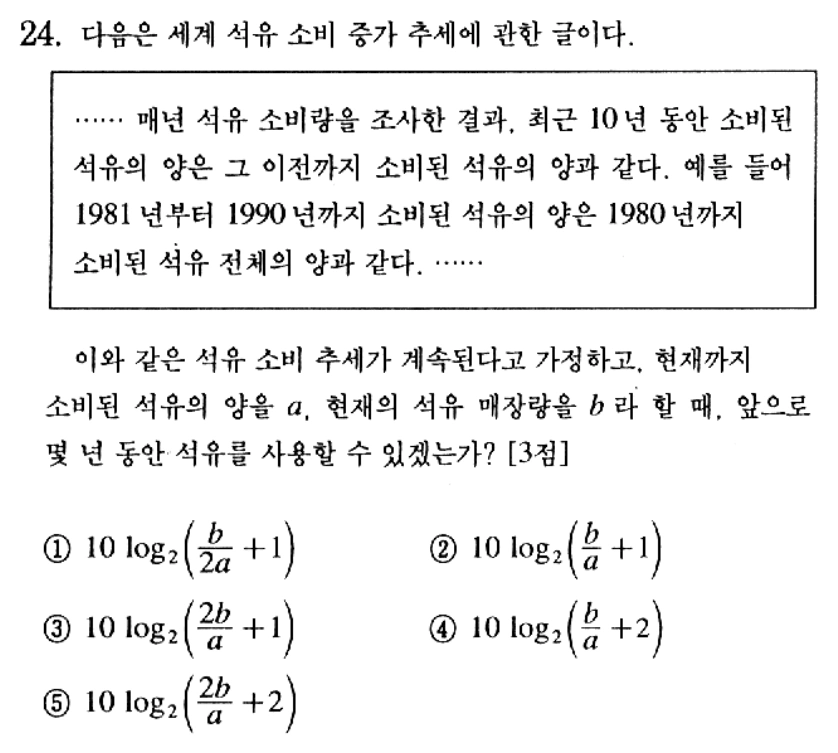 24. 다음은 세계 석유 소비 증가 추세에 관한 글이다.
…… 매년 석유 소비량을 조사한 결과, 최근 10년 동안 소비된
석유의 양은 그 이전까지 소비된 석유의 양과 같다. 예를 들어
1981년부터 1990년까지 소비된 석유의 양은 1980년까지
소비된 석유 전체의 양과 같다. ……
이와 같은 석유 소비 추세가 계속된다고 가정하고, 현재까지
소비된 석유의 양을 a, 현재의 석유 매장량을 b라 할 때, 앞으로
몇 년 동안 석유를 사용할 수 있겠는가? [3점]
① 10 log₂(b/2a + 1) ② 10 log₂(b/a + 1)
③ 10 log₂(2b/a + 1) ④ 10 log₂(b/a + 2)
⑤ 10 log₂(2b/a + 2)